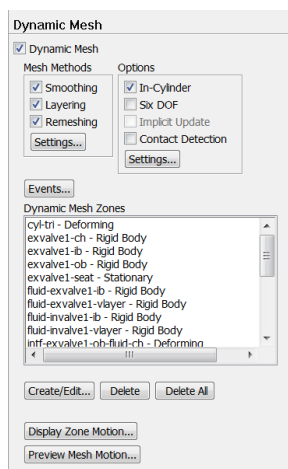 Dynamic Mesh
Dynamic Mesh
Mesh Methods
Options
Smoothing
Layering
Remeshing
Settings...
In-Cylinder
Six DOF
Implicit Update
Contact Detection
Settings...
Events...
Dynamic Mesh Zones
cyl-tri - Deforming
exvalve1-ch - Rigid Body
exvalve1-ib - Rigid Body
exvalve1-ob - Rigid Body
exvalve1-seat - Stationary
fluid-exvalve1-ib - Rigid Body
fluid-exvalve1-vlayer - Rigid Body
fluid-invalve1-ib - Rigid Body
fluid-invalve1-vlayer - Rigid Body
intf-exvalve1-ob-fluid-ch - Deforming
Create/Edit... Delete Delete All
Display Zone Motion...
Preview Mesh Motion...